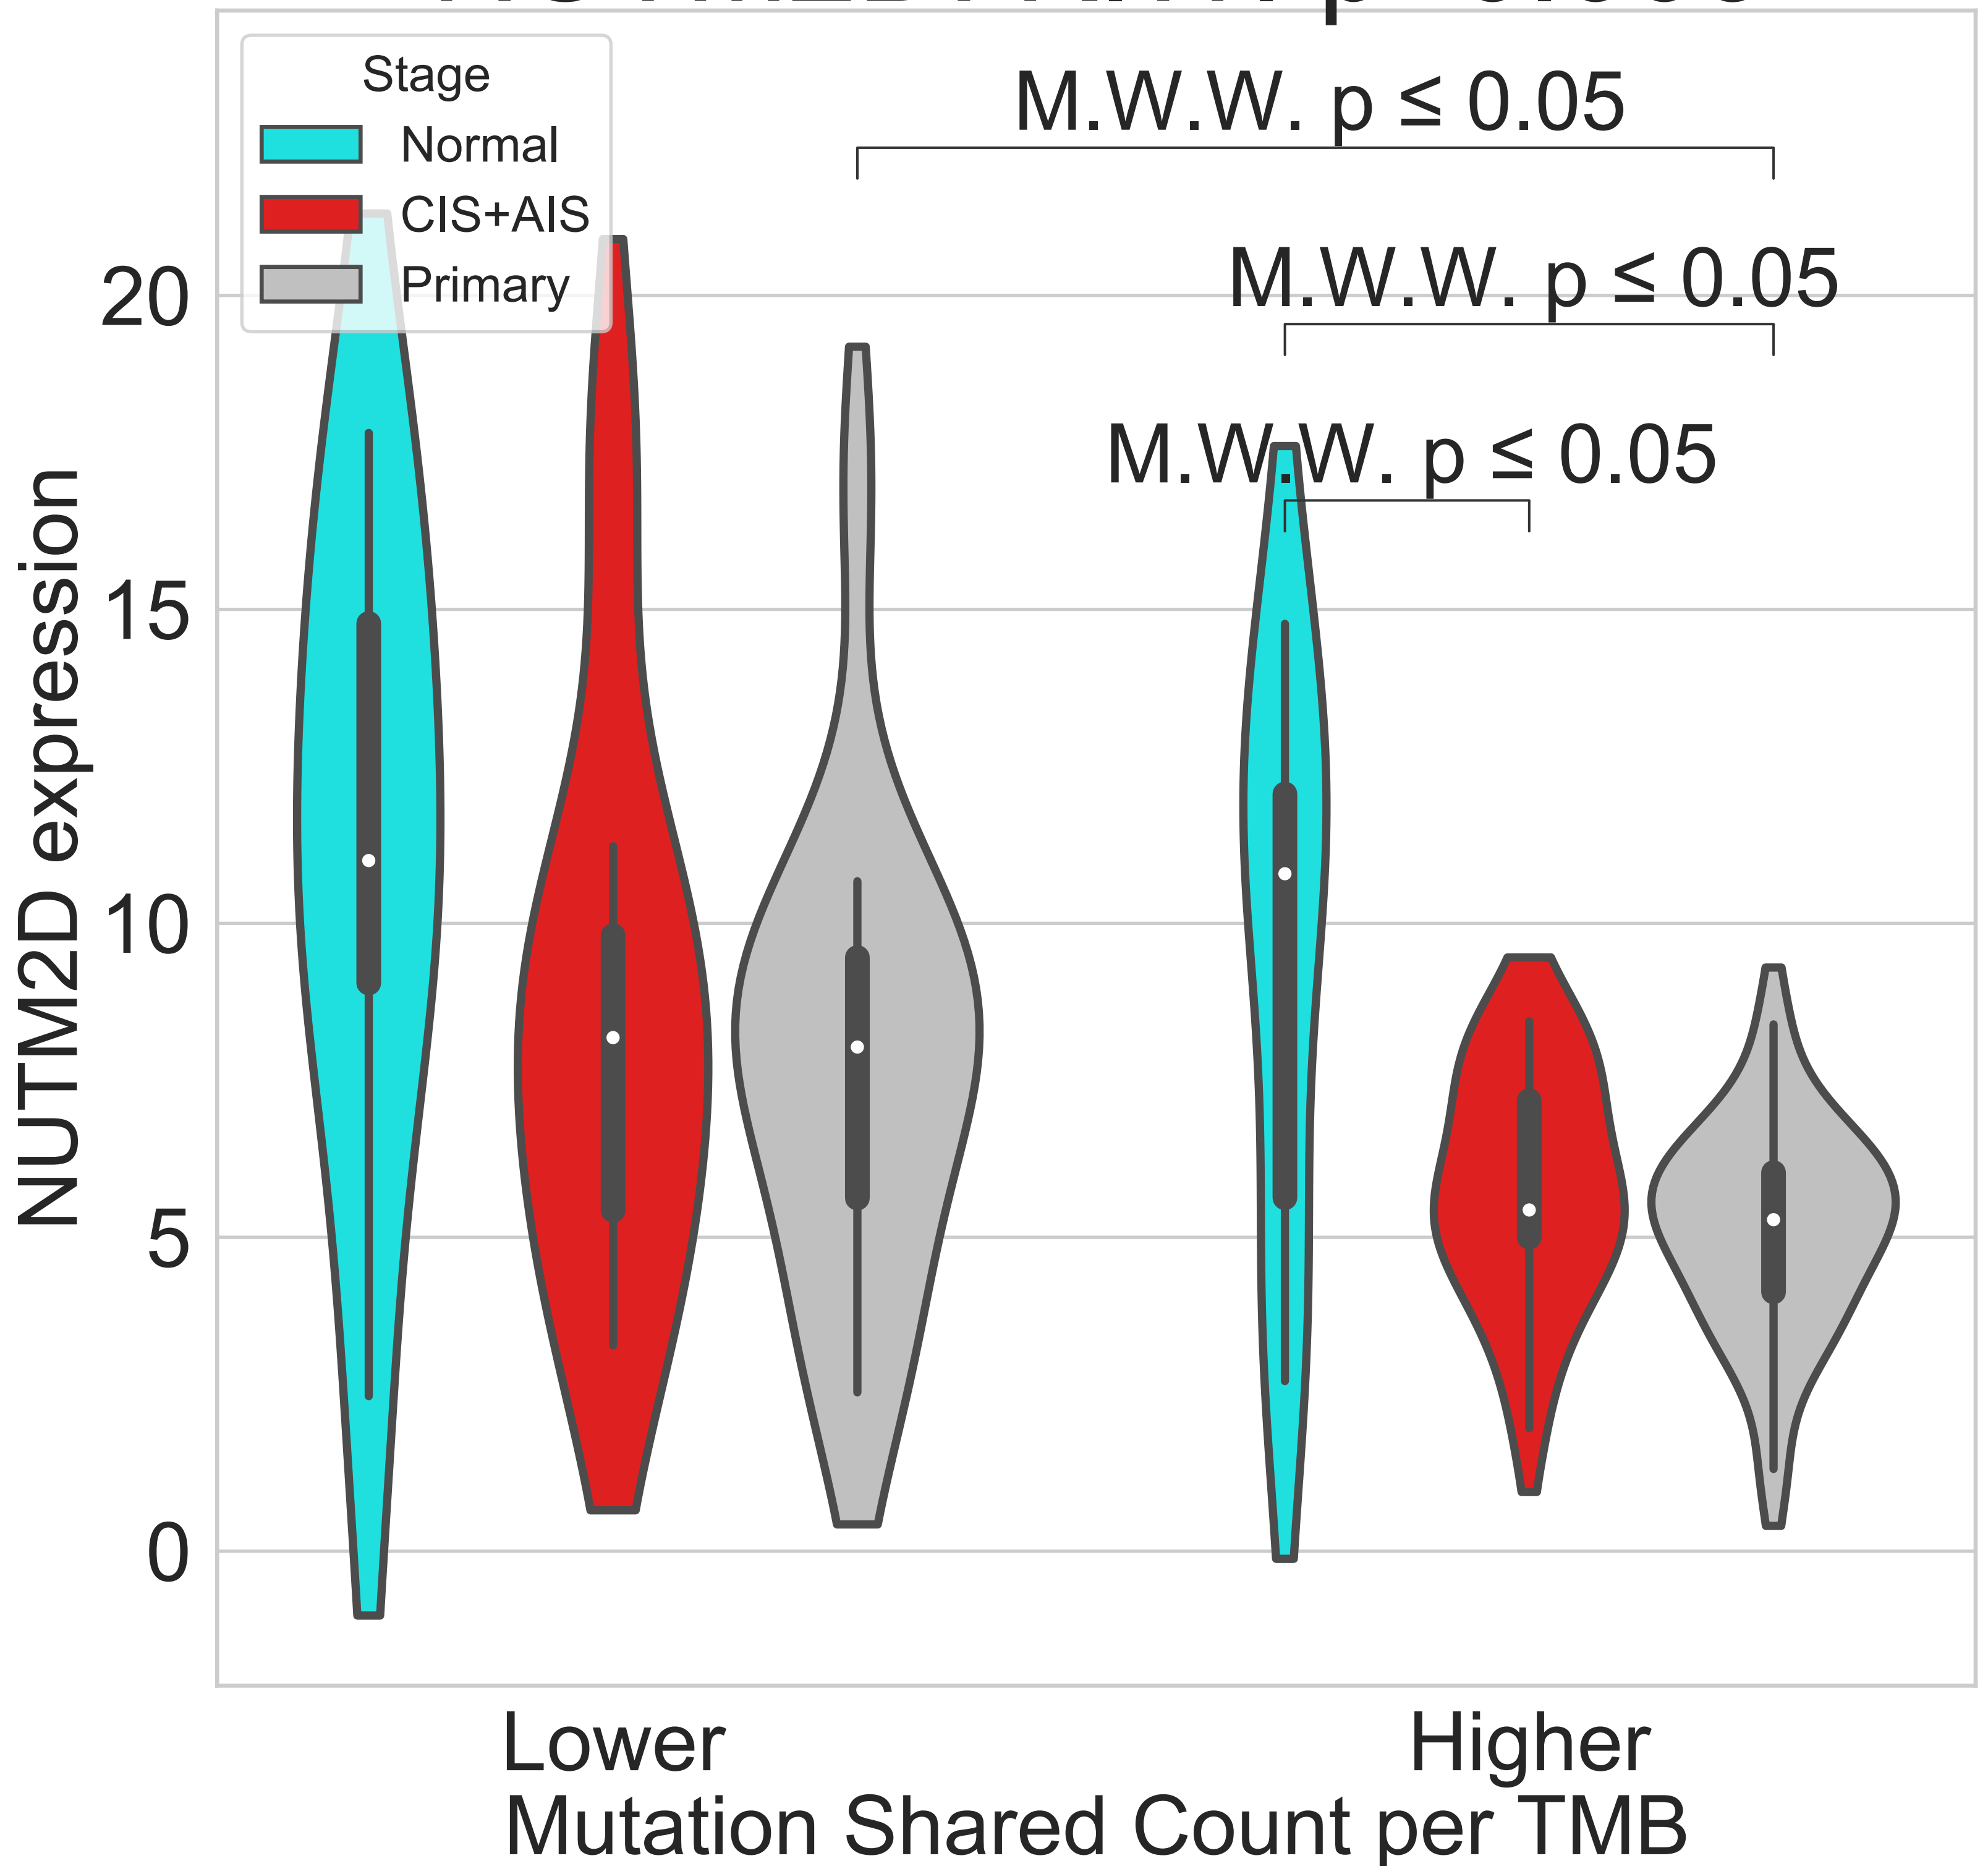 Stage
Normal
CIS+AIS
Primary
M.W.W. p ≤ 0.05
M.W.W. p ≤ 0.05
M.W.W. p ≤ 0.05
20
15
10
5
0
NUTM2D expression
Lower
Higher
Mutation Shared Count per TMB